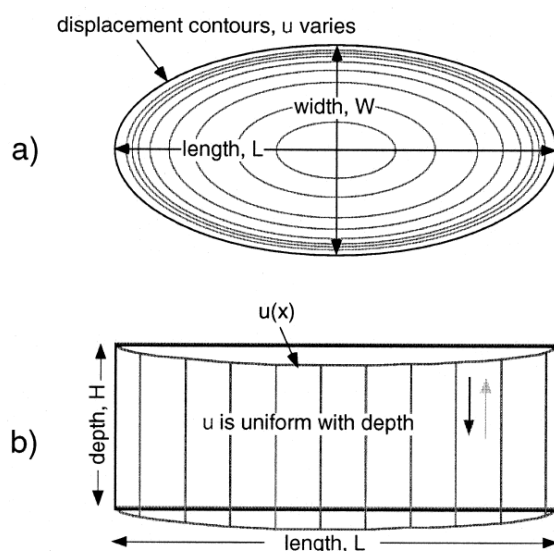 displacement contours, u varies
width, W
a)
length, L
u(x)
depth, H
u is uniform with depth
b)
length, L